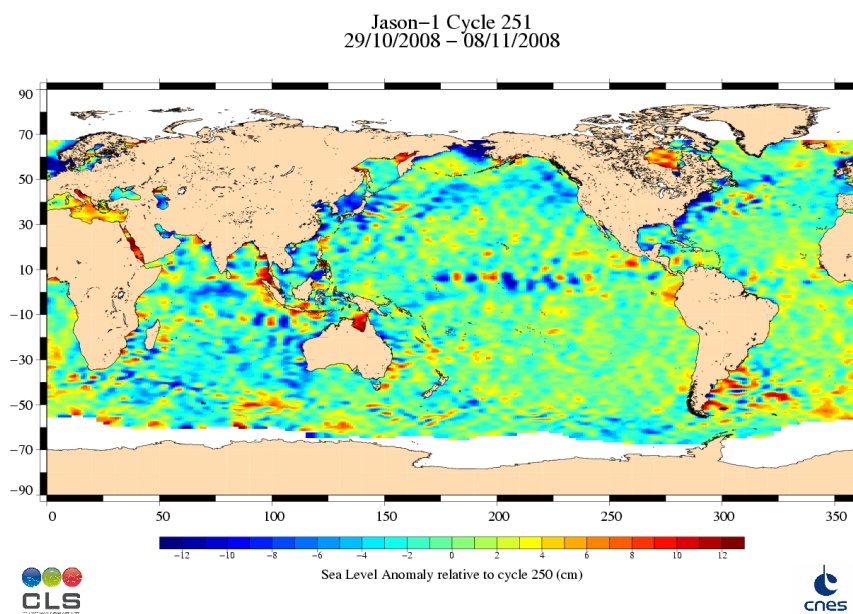 Jason−1 Cycle 251
29/10/2008 − 08/11/2008
90
70
50
30
10
−10
−30
−50
−70
−90
0 50 100 150 200 250 300 350
−12 −10 −8 −6 −4 −2 0 2 4 6 8 10 12
Sea Level Anomaly relative to cycle 250 (cm)
CLS
cnes